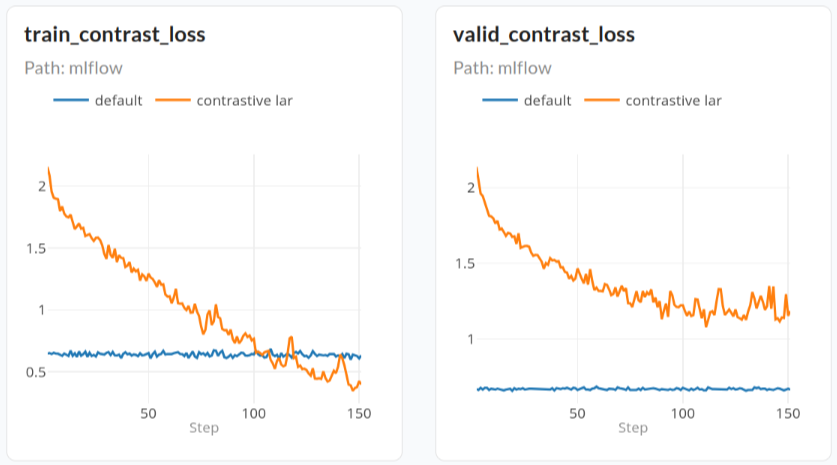 train_contrast_loss
Path: mlflow
default contrastive lar
2
1.5
1
0.5
50 100 150
Step
valid_contrast_loss
Path: mlflow
default contrastive lar
2
1.5
1
50 100 150
Step